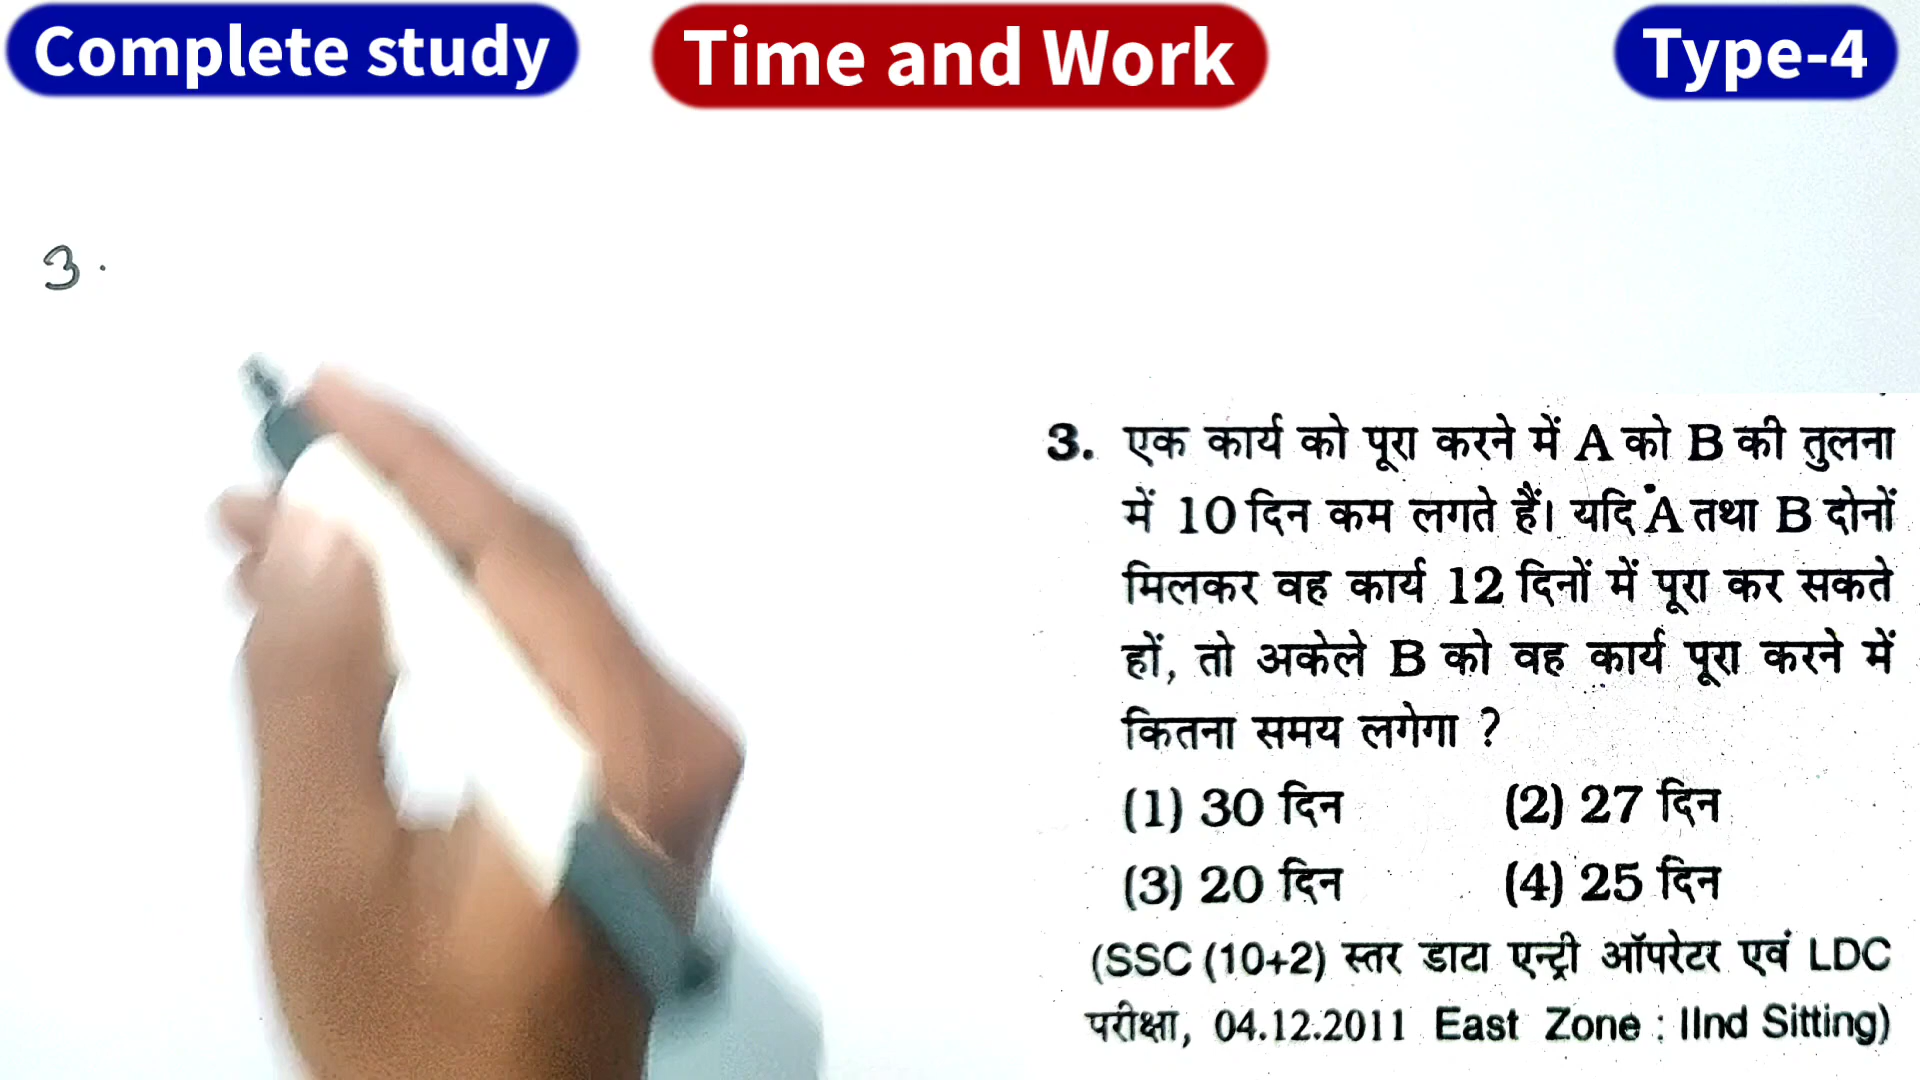 Complete study
Time and Work
Type-4
3.
3. एक कार्य को पूरा करने में A को B की तुलना
में 10 दिन कम लगते हैं। यदि A तथा B दोनों
मिलकर वह कार्य 12 दिनों में पूरा कर सकते
हों, तो अकेले B को वह कार्य पूरा करने में
कितना समय लगेगा ?
(1) 30 दिन (2) 27 दिन
(3) 20 दिन (4) 25 दिन
(SSC (10+2) स्तर डाटा एन्ट्री ऑपरेटर एवं LDC
परीक्षा, 04.12.2011 East Zone : IInd Sitting)